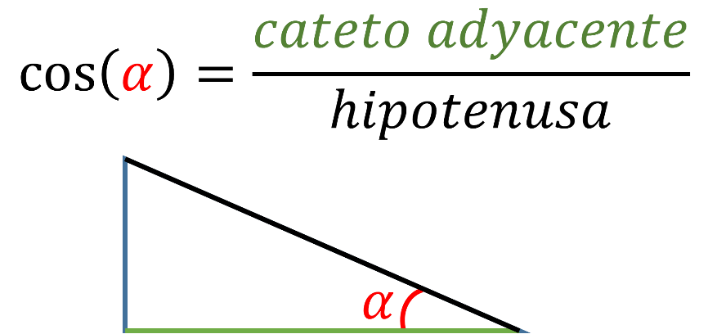 cos(α) = cateto adyacente / hipotenusa
α